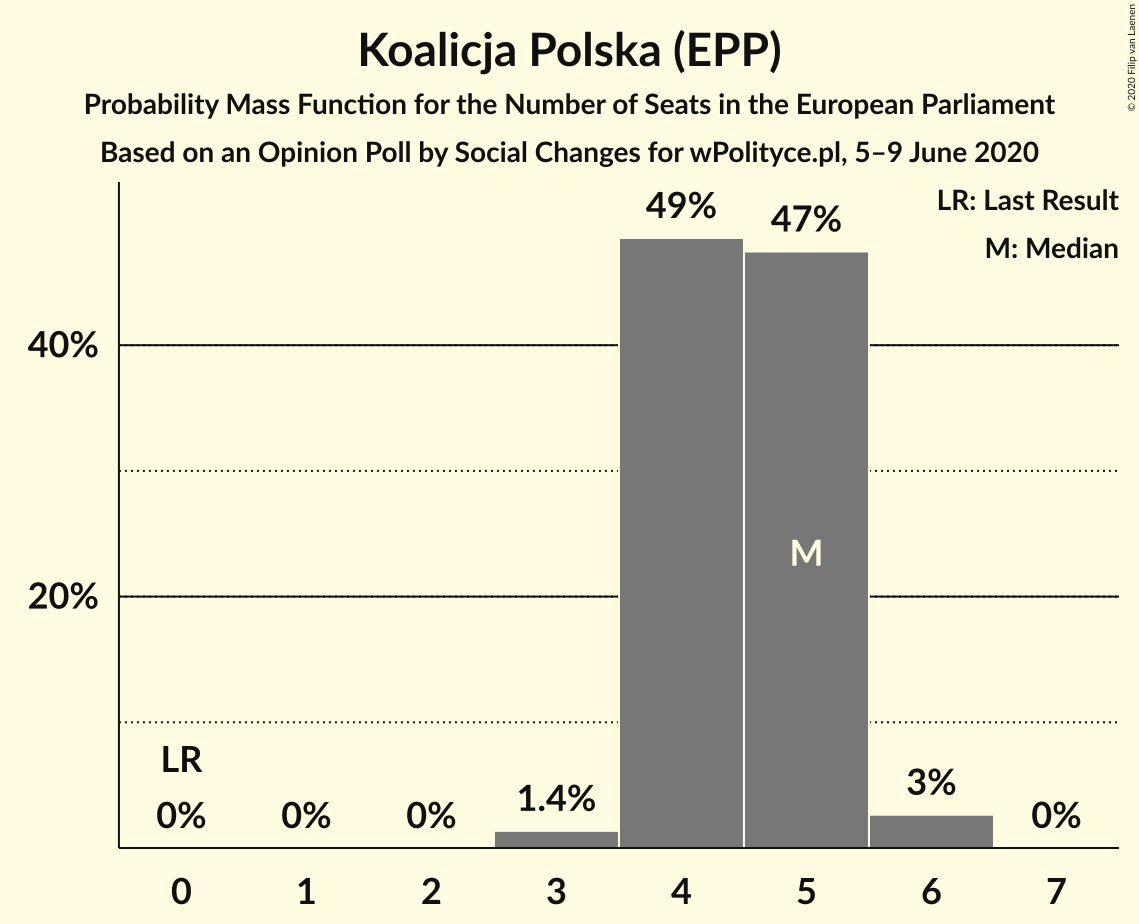 Koalicja Polska (EPP)
Probability Mass Function for the Number of Seats in the European Parliament
Based on an Opinion Poll by Social Changes for wPolityce.pl, 5–9 June 2020
© 2020 Filip van Laenen
LR: Last Result
M: Median
49%
47%
40%
M
20%
LR
0%
0%
0%
1.4%
3%
0%
0 1 2 3 4 5 6 7